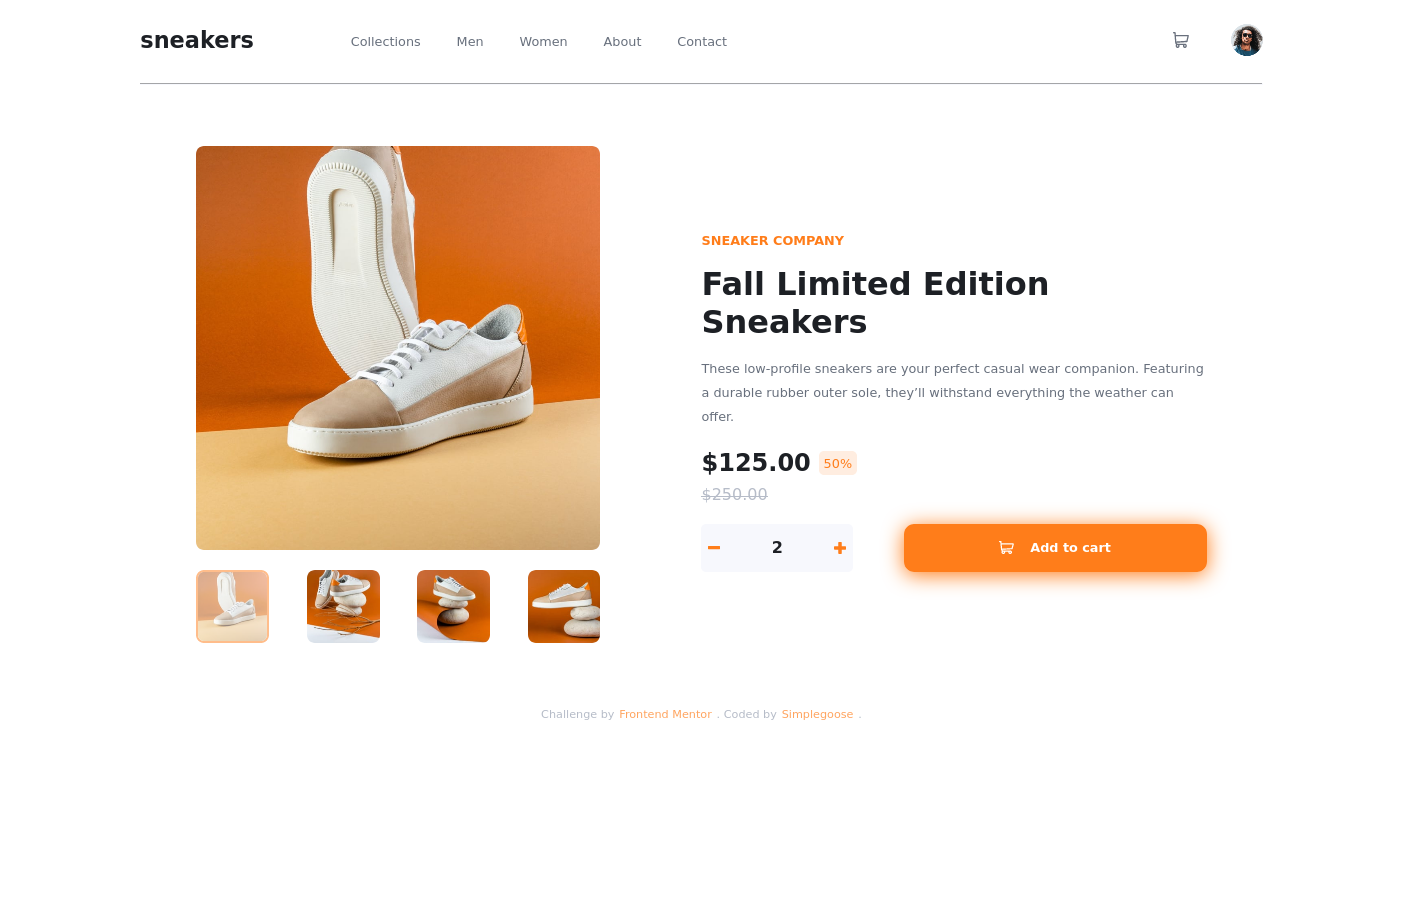 sneakers
Collections Men Women About Contact
SNEAKER COMPANY
Fall Limited Edition
Sneakers
These low-profile sneakers are your perfect casual wear companion. Featuring
a durable rubber outer sole, they’ll withstand everything the weather can
offer.
$125.00 50%
$250.00
2
Add to cart
Challenge by Frontend Mentor . Coded by Simplegoose .